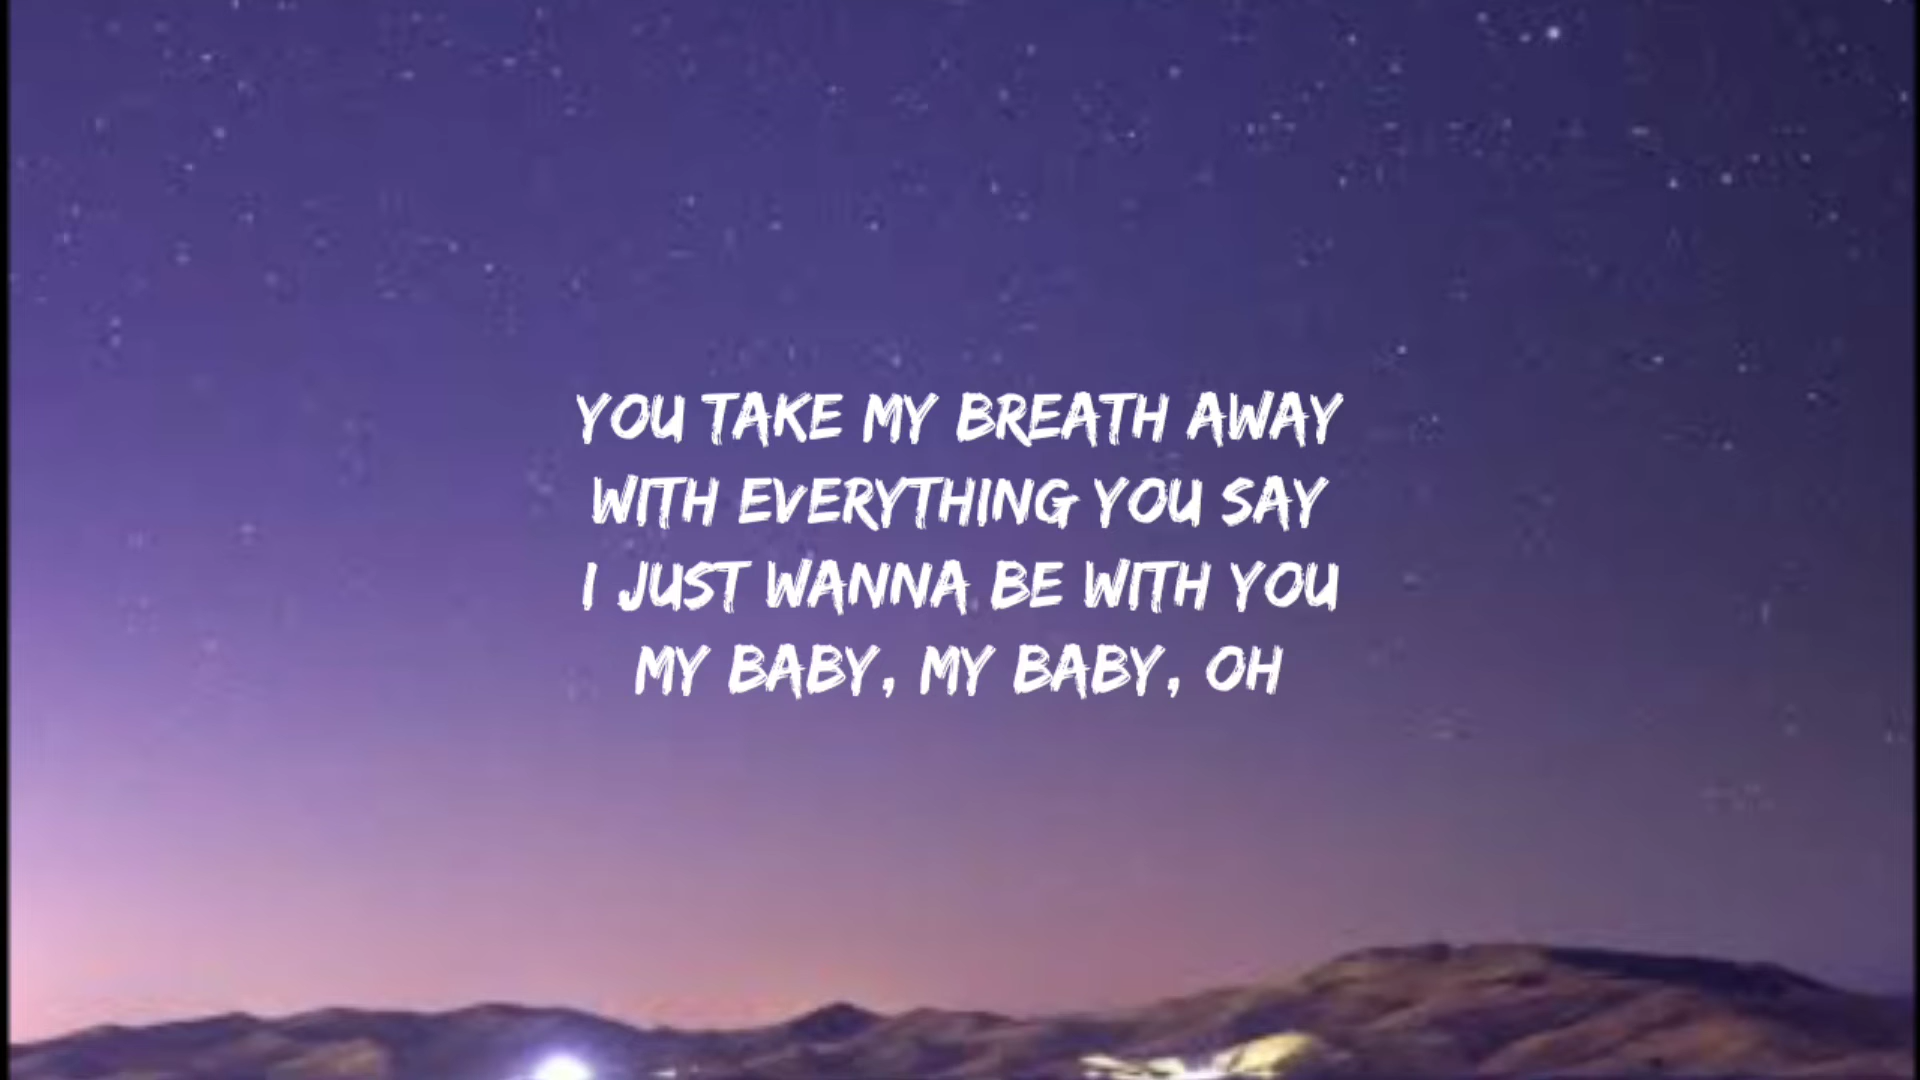 YOU TAKE MY BREATH AWAY
WITH EVERYTHING YOU SAY
I JUST WANNA BE WITH YOU
MY BABY, MY BABY, OH